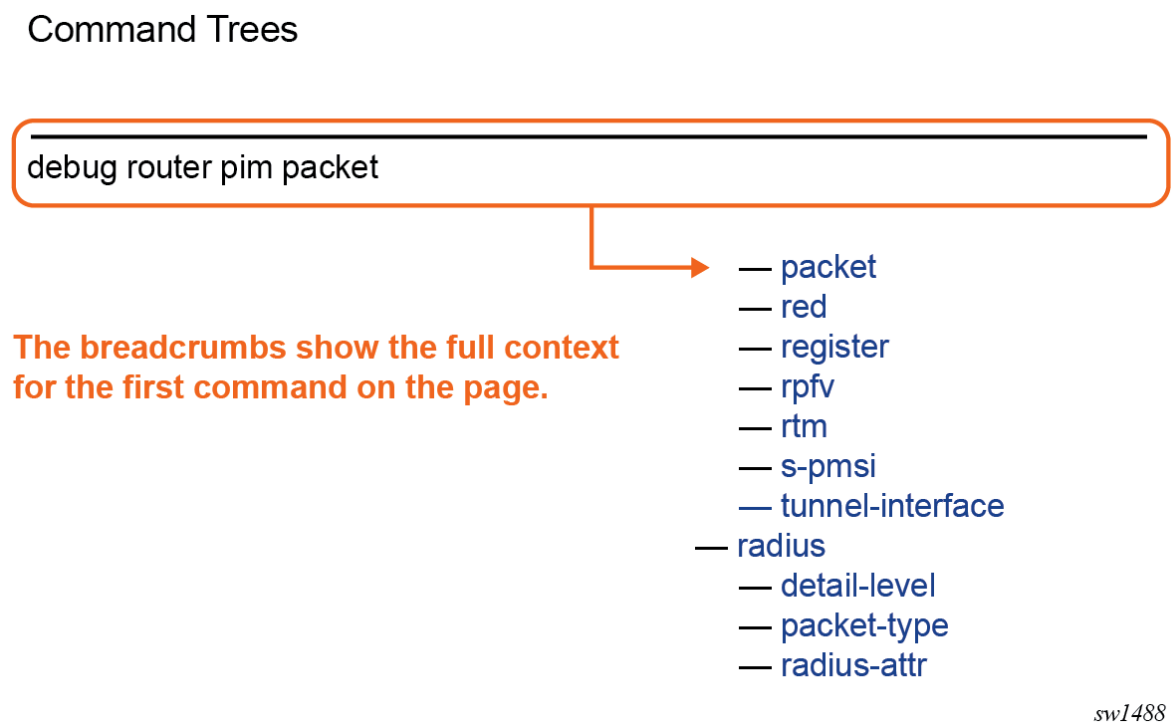 Command Trees
debug router pim packet
— packet
— red
— register
The breadcrumbs show the full context
for the first command on the page.
— rpfv
— rtm
— s-pmsi
— tunnel-interface
— radius
— detail-level
— packet-type
— radius-attr
sw1488